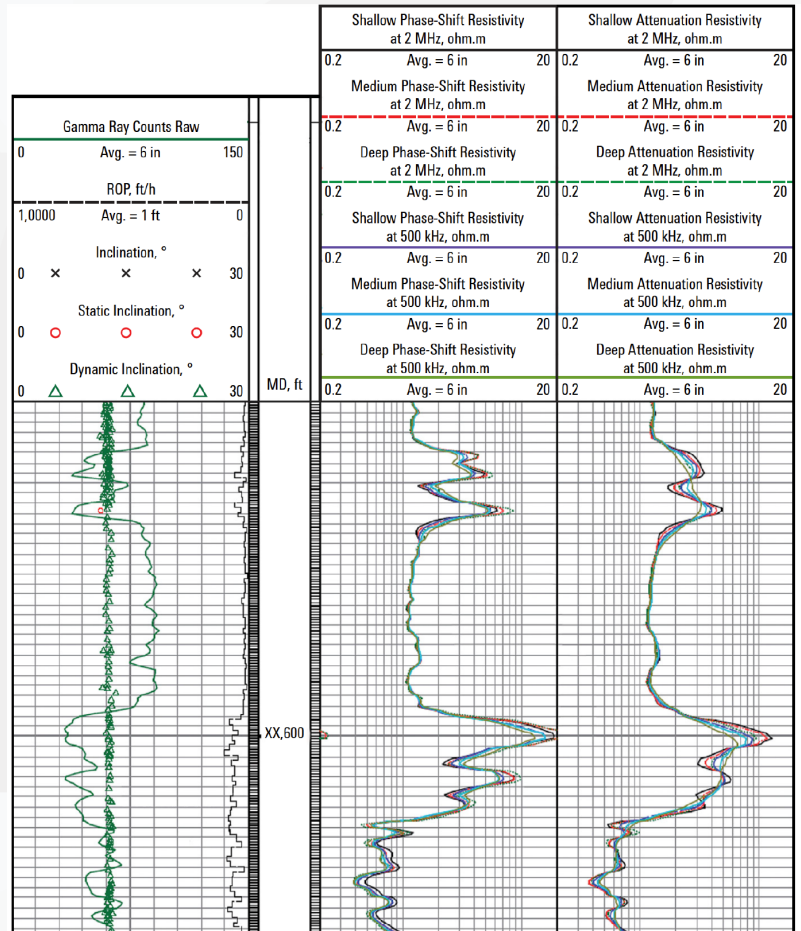 Shallow Phase-Shift Resistivity
at 2 MHz, ohm.m
0.2 Avg. = 6 in 20
Medium Phase-Shift Resistivity
at 2 MHz, ohm.m
0.2 Avg. = 6 in 20
Deep Phase-Shift Resistivity
at 2 MHz, ohm.m
0.2 Avg. = 6 in 20
Shallow Phase-Shift Resistivity
at 500 kHz, ohm.m
0.2 Avg. = 6 in 20
Medium Phase-Shift Resistivity
at 500 kHz, ohm.m
0.2 Avg. = 6 in 20
Deep Phase-Shift Resistivity
at 500 kHz, ohm.m
0.2 Avg. = 6 in 20
Shallow Attenuation Resistivity
at 2 MHz, ohm.m
0.2 Avg. = 6 in 20
Medium Attenuation Resistivity
at 2 MHz, ohm.m
0.2 Avg. = 6 in 20
Deep Attenuation Resistivity
at 2 MHz, ohm.m
0.2 Avg. = 6 in 20
Shallow Attenuation Resistivity
at 500 kHz, ohm.m
0.2 Avg. = 6 in 20
Medium Attenuation Resistivity
at 500 kHz, ohm.m
0.2 Avg. = 6 in 20
Deep Attenuation Resistivity
at 500 kHz, ohm.m
0.2 Avg. = 6 in 20
Gamma Ray Counts Raw
0 Avg. = 6 in 150
ROP, ft/h
1,0000 Avg. = 1 ft 0
Inclination, °
0 30
Static Inclination, °
0 30
Dynamic Inclination, °
0 30
MD, ft
XX,600